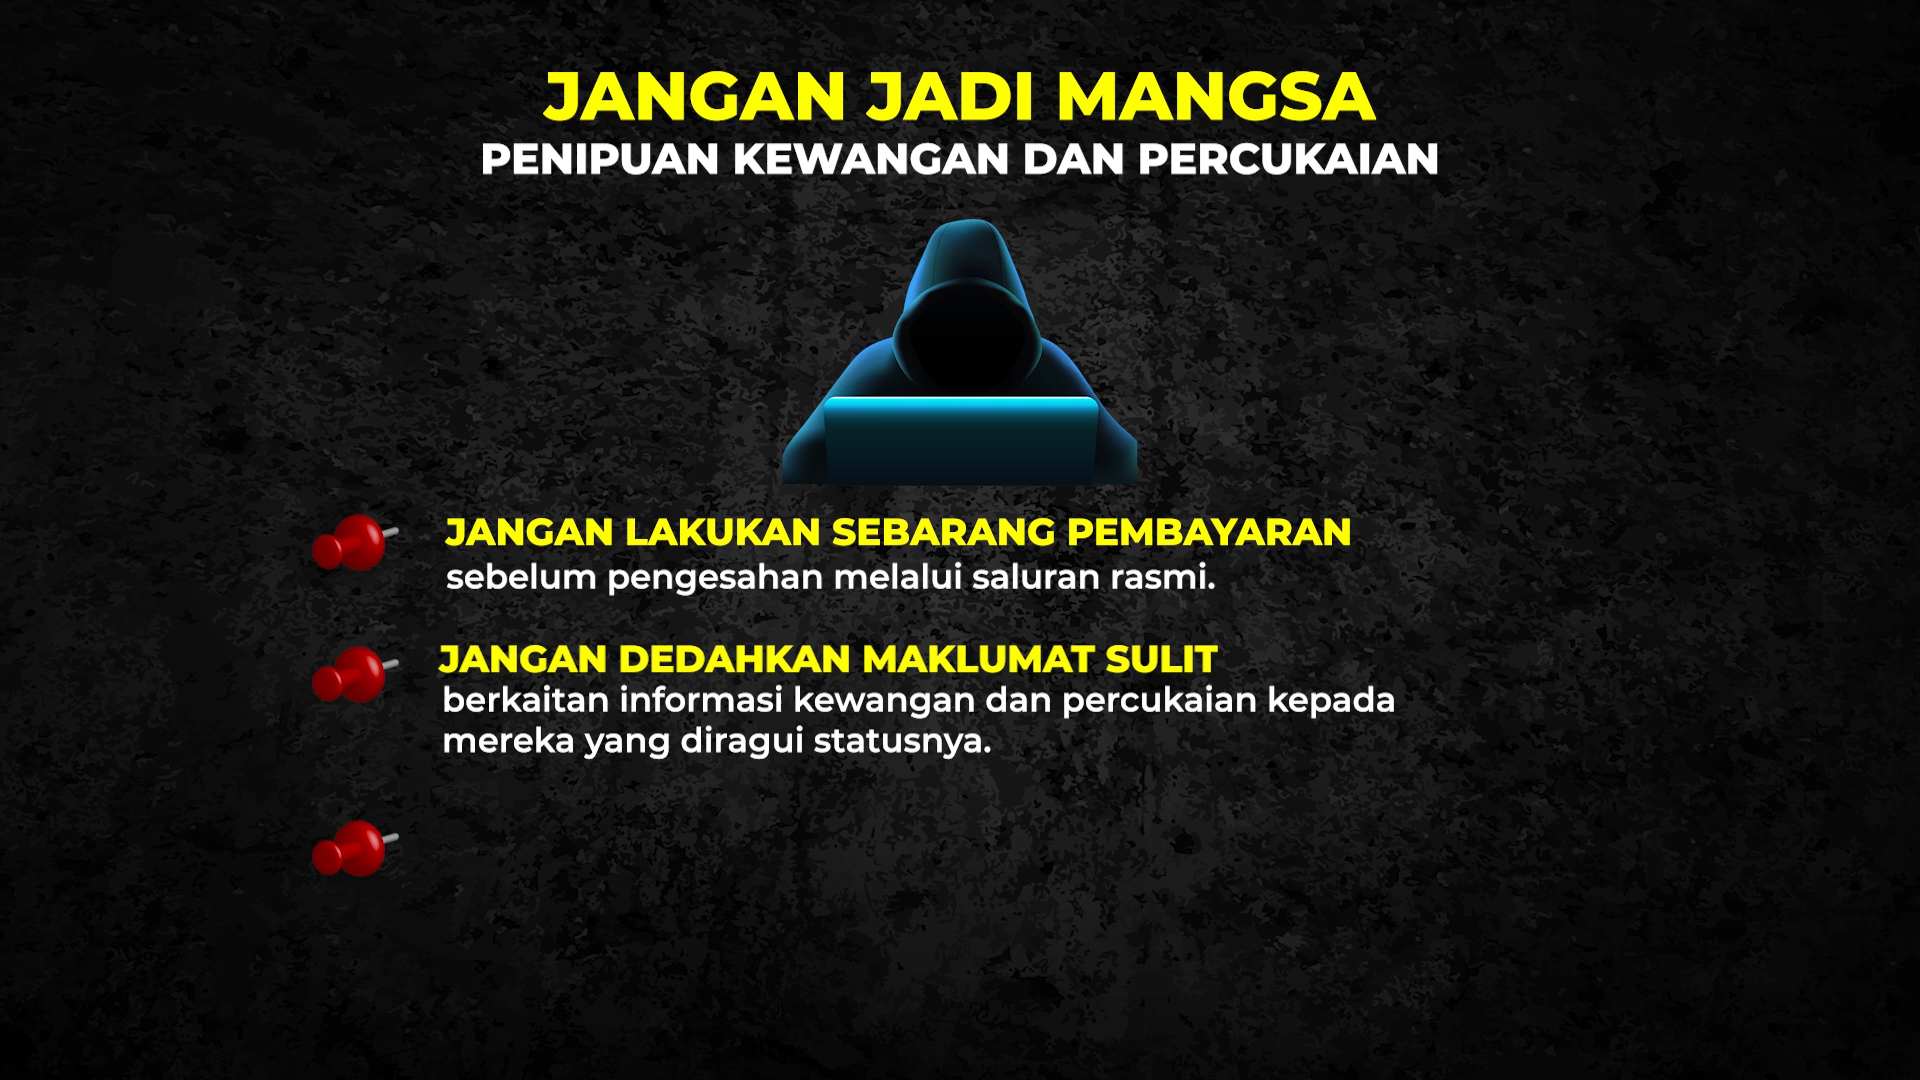 JANGAN JADI MANGSA
PENIPUAN KEWANGAN DAN PERCUKAIAN
JANGAN LAKUKAN SEBARANG PEMBAYARAN
sebelum pengesahan melalui saluran rasmi.
JANGAN DEDAHKAN MAKLUMAT SULIT
berkaitan informasi kewangan dan percukaian kepada
mereka yang diragui statusnya.